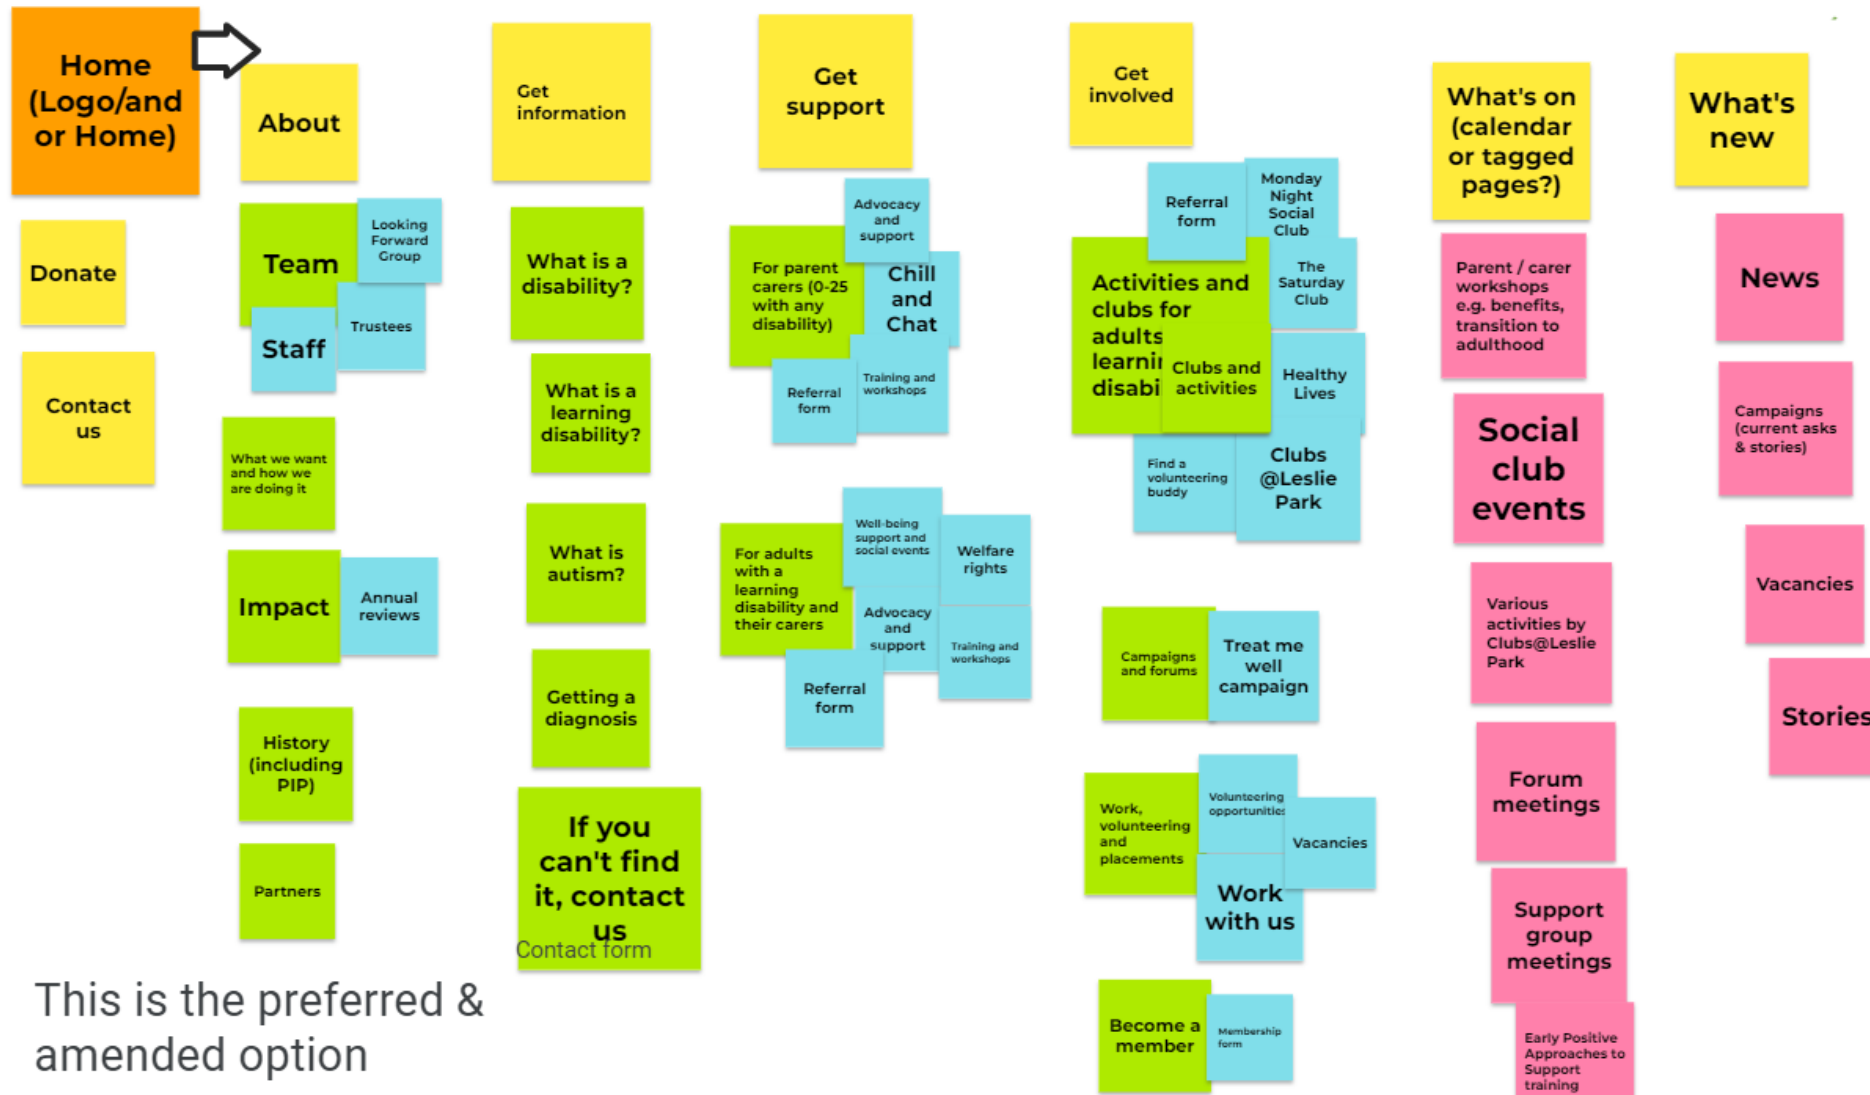 Home
(Logo/and
or Home)
Donate
Contact
us
About
Team
Looking
Forward
Group
Staff
Trustees
What we want
and how we
are doing it
Impact
Annual
reviews
History
(including
PIP)
Partners
This is the preferred &
amended option
Get
information
What is a
disability?
What is a
learning
disability?
What is
autism?
Getting a
diagnosis
If you
can't find
it, contact
us
Contact form
Get
support
Advocacy
and
support
For parent
carers (0-25
with any
disability)
Chill
and
Chat
Referral
form
Training and
workshops
For adults
with a
learning
disability and
their carers
Well-being
support and
social events
Welfare
rights
Advocacy
and
support
Training and
workshops
Referral
form
Get
involved
Referral
form
Monday
Night
Social
Club
Activities and
clubs for
adults
learnin
disabi
Clubs and
activities
The
Saturday
Club
Healthy
Lives
Find a
volunteering
buddy
Clubs
@Leslie
Park
Campaigns
and forums
Treat me
well
campaign
Work,
volunteering
and
placements
Volunteering
opportunities
Vacancies
Work
with us
Become a
member
Membership
form
What's on
(calendar
or tagged
pages?)
Parent / carer
workshops
e.g. benefits,
transition to
adulthood
Social
club
events
Various
activities by
Clubs@Leslie
Park
Forum
meetings
Support
group
meetings
Early Positive
Approaches to
Support
training
What's
new
News
Campaigns
(current asks
& stories)
Vacancies
Stories